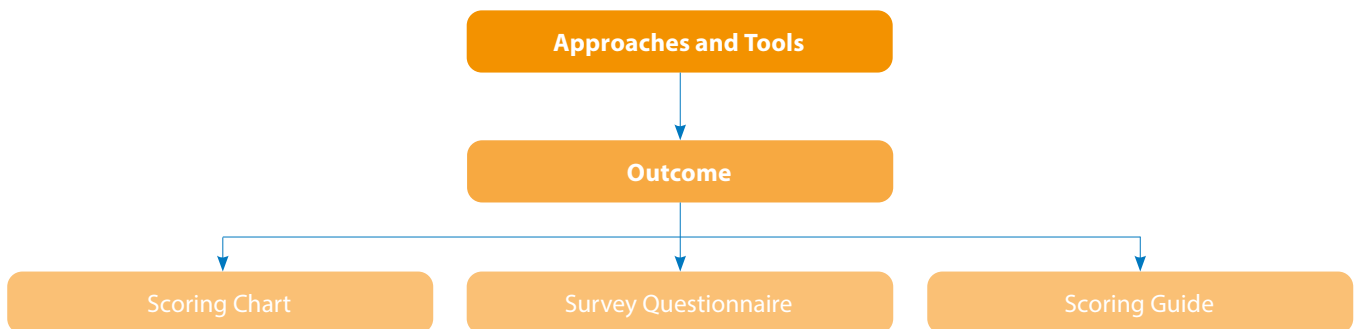 Approaches and Tools
Outcome
Scoring Chart
Survey Questionnaire
Scoring Guide